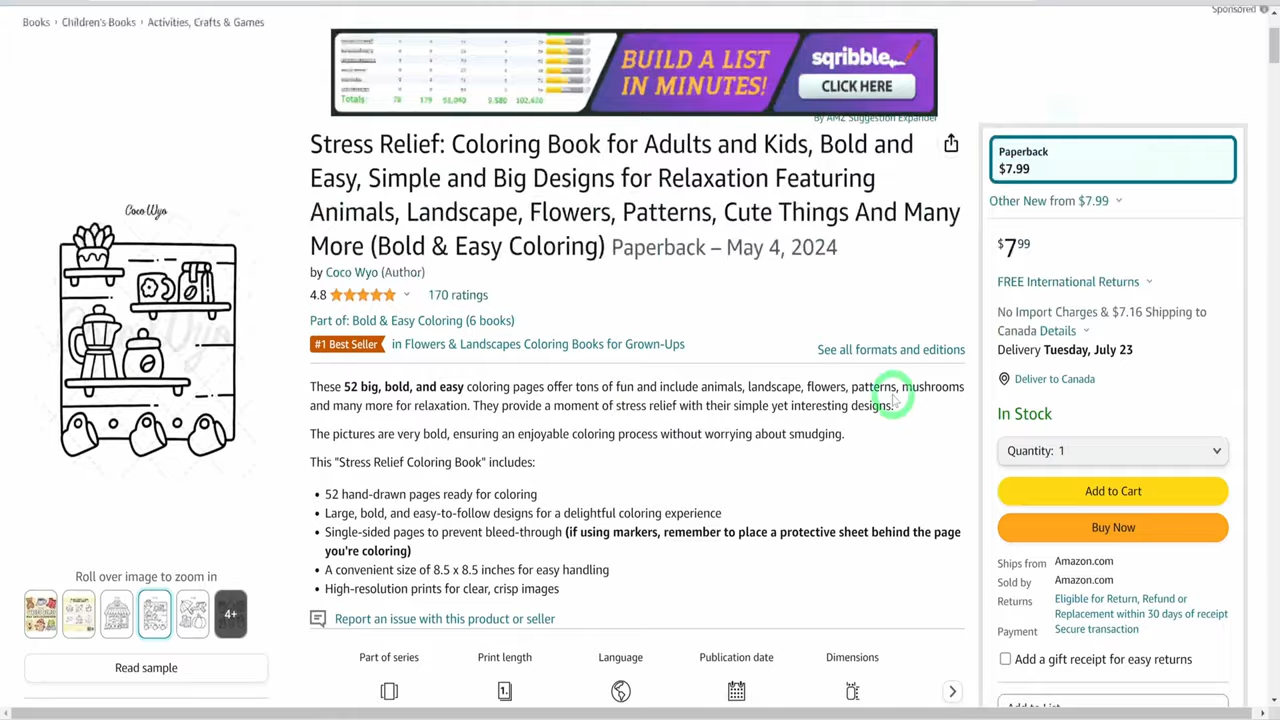 Books › Children's Books › Activities, Crafts & Games
Sponsored
Totals: 78 179 51,040 9,580 102,620
BUILD A LIST
IN MINUTES!
sqribble
CLICK HERE
By AMZ Suggestion Expander
Stress Relief: Coloring Book for Adults and Kids, Bold and
Easy, Simple and Big Designs for Relaxation Featuring
Animals, Landscape, Flowers, Patterns, Cute Things And Many
More (Bold & Easy Coloring) Paperback – May 4, 2024
by Coco Wyo (Author)
4.8
170 ratings
Part of: Bold & Easy Coloring (6 books)
#1 Best Seller in Flowers & Landscapes Coloring Books for Grown-Ups
See all formats and editions
These 52 big, bold, and easy coloring pages offer tons of fun and include animals, landscape, flowers, patterns, mushrooms
and many more for relaxation. They provide a moment of stress relief with their simple yet interesting designs.
The pictures are very bold, ensuring an enjoyable coloring process without worrying about smudging.
This "Stress Relief Coloring Book" includes:
• 52 hand-drawn pages ready for coloring
• Large, bold, and easy-to-follow designs for a delightful coloring experience
• Single-sided pages to prevent bleed-through (if using markers, remember to place a protective sheet behind the page
you're coloring)
• A convenient size of 8.5 x 8.5 inches for easy handling
• High-resolution prints for clear, crisp images
Report an issue with this product or seller
Part of series
Print length
Language
Publication date
Dimensions
1.
Coco Wyo
Roll over image to zoom in
4+
Read sample
Paperback
$7.99
Other New from $7.99
$7 99
FREE International Returns
No Import Charges & $7.16 Shipping to
Canada Details
Delivery Tuesday, July 23
Deliver to Canada
In Stock
Quantity: 1
Add to Cart
Buy Now
Ships from Amazon.com
Sold by Amazon.com
Returns Eligible for Return, Refund or
Replacement within 30 days of receipt
Payment Secure transaction
Add a gift receipt for easy returns
Add to List